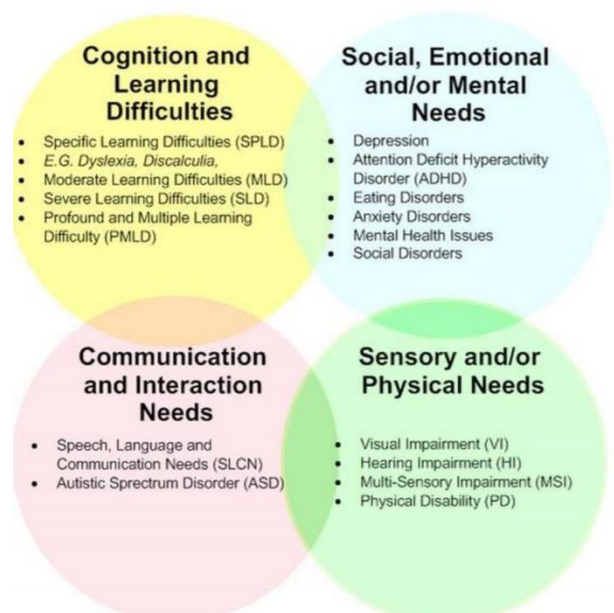 Cognition and
Learning
Difficulties
• Specific Learning Difficulties (SPLD)
• E.G. Dyslexia, Discalculia,
• Moderate Learning Difficulties (MLD)
• Severe Learning Difficulties (SLD)
• Profound and Multiple Learning
Difficulty (PMLD)
Social, Emotional
and/or Mental
Needs
• Depression
• Attention Deficit Hyperactivity
Disorder (ADHD)
• Eating Disorders
• Anxiety Disorders
• Mental Health Issues
• Social Disorders
Communication
and Interaction
Needs
• Speech, Language and
Communication Needs (SLCN)
• Autistic Sprectrum Disorder (ASD)
Sensory and/or
Physical Needs
• Visual Impairment (VI)
• Hearing Impairment (HI)
• Multi-Sensory Impairment (MSI)
• Physical Disability (PD)